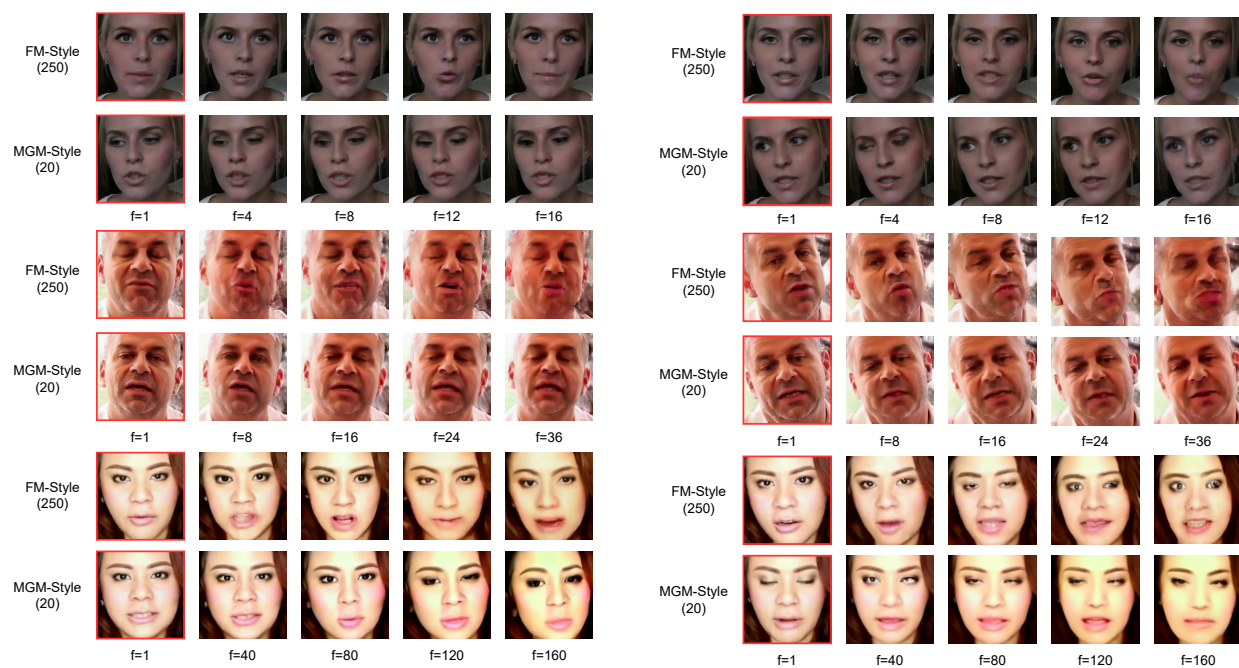 FM-Style
(250)
MGM-Style
(20)
f=1 f=4 f=8 f=12 f=16
FM-Style
(250)
MGM-Style
(20)
f=1 f=8 f=16 f=24 f=36
FM-Style
(250)
MGM-Style
(20)
f=1 f=40 f=80 f=120 f=160
FM-Style
(250)
MGM-Style
(20)
f=1 f=4 f=8 f=12 f=16
FM-Style
(250)
MGM-Style
(20)
f=1 f=8 f=16 f=24 f=36
FM-Style
(250)
MGM-Style
(20)
f=1 f=40 f=80 f=120 f=160